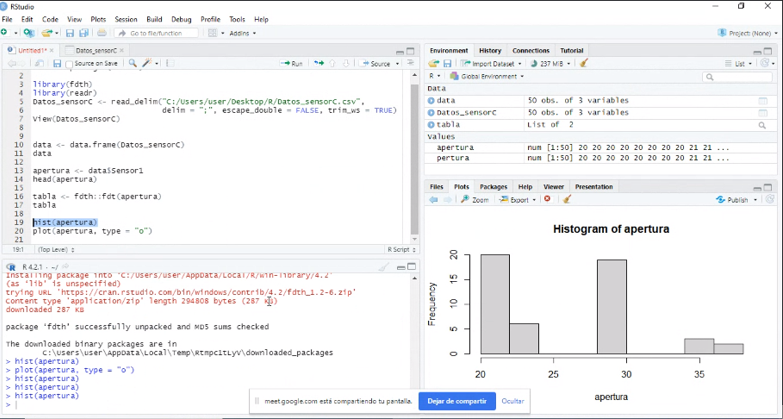 RStudio
File Edit Code View Plots Session Build Debug Profile Tools Help
Go to file/function
Addins
Project: (None)
Untitled1*
Datos_sensorC
Source on Save
Run
Source
2
3 library(fdth)
4 library(readr)
5 Datos_sensorC <- read_delim("C:/Users/user/Desktop/R/Datos_sensorC.csv",
6 delim = ";", escape_double = FALSE, trim_ws = TRUE)
7 View(Datos_sensorC)
8
9
10 data <- data.frame(Datos_sensorC)
11 data
12
13 apertura <- data$Sensor1
14 head(apertura)
15
16 tabla <- fdth::fdt(apertura)
17 tabla
18
19 hist(apertura)
20 plot(apertura, type = "o")
21
19:1 (Top Level) R Script
R 4.2.1 · ~/
Installing package into 'C:/Users/user/AppData/Local/R/win-library/4.2'
(as 'lib' is unspecified)
trying URL 'https://cran.rstudio.com/bin/windows/contrib/4.2/fdth_1.2-6.zip'
Content type 'application/zip' length 294808 bytes (287 KB)
downloaded 287 KB
package 'fdth' successfully unpacked and MD5 sums checked
The downloaded binary packages are in
C:\Users\user\AppData\Local\Temp\RtmpcItLyV\downloaded_packages
> hist(apertura)
> plot(apertura, type = "o")
> hist(apertura)
> hist(apertura)
> hist(apertura)
>
Environment History Connections Tutorial
Import Dataset 237 MiB List
R Global Environment
Data
data 50 obs. of 3 variables
Datos_sensorC 50 obs. of 3 variables
tabla List of 2
Values
apertura num [1:50] 20 20 20 20 20 20 20 20 21 21 ...
pertura num [1:50] 20 20 20 20 20 20 20 20 21 21 ...
Files Plots Packages Help Viewer Presentation
Zoom Export Publish
Histogram of apertura
Frequency
20
15
10
5
0
20 25 30 35
apertura
meet.google.com está compartiendo tu pantalla.
Dejar de compartir
Ocultar